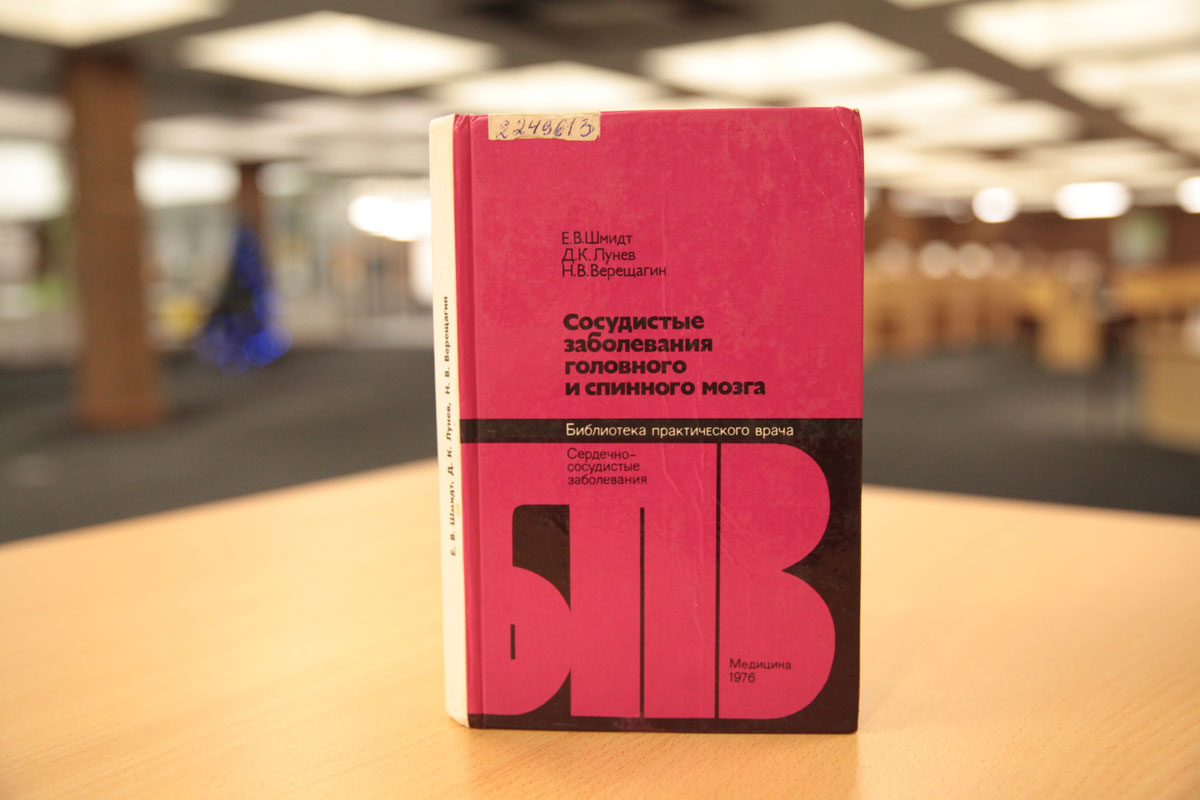 2249613
Е.В.Шмидт
Д.К.Лунев
Н.В.Верещагин
Сосудистые
заболевания
головного
и спинного мозга
Библиотека практического врача
Сердечно-
сосудистые
заболевания
БПВ
Медицина
1976
Е. В. Шмидт, Д. К. Лунев, Н. В. Верещагин